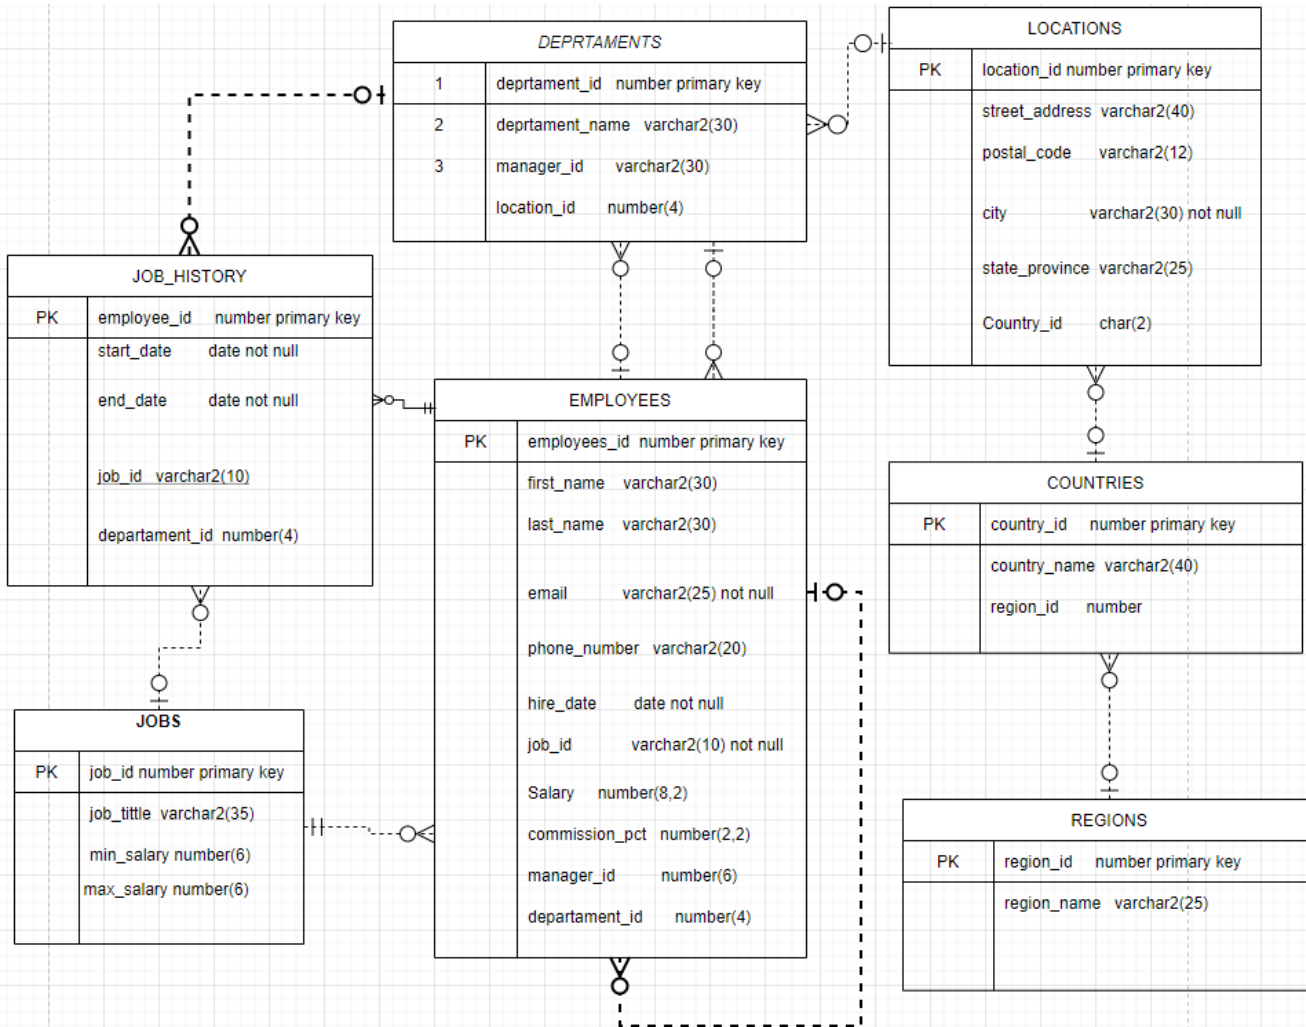 DEPRTAMENTS
1 deprtament_id number primary key
2 deprtament_name varchar2(30)
3 manager_id varchar2(30)
location_id number(4)
LOCATIONS
PK location_id number primary key
street_address varchar2(40)
postal_code varchar2(12)
city varchar2(30) not null
state_province varchar2(25)
Country_id char(2)
JOB_HISTORY
PK employee_id number primary key
start_date date not null
end_date date not null
job_id varchar2(10)
departament_id number(4)
EMPLOYEES
PK employees_id number primary key
first_name varchar2(30)
last_name varchar2(30)
email varchar2(25) not null
phone_number varchar2(20)
hire_date date not null
job_id varchar2(10) not null
Salary number(8,2)
commission_pct number(2,2)
manager_id number(6)
departament_id number(4)
COUNTRIES
PK country_id number primary key
country_name varchar2(40)
region_id number
JOBS
PK job_id number primary key
job_tittle varchar2(35)
min_salary number(6)
max_salary number(6)
REGIONS
PK region_id number primary key
region_name varchar2(25)